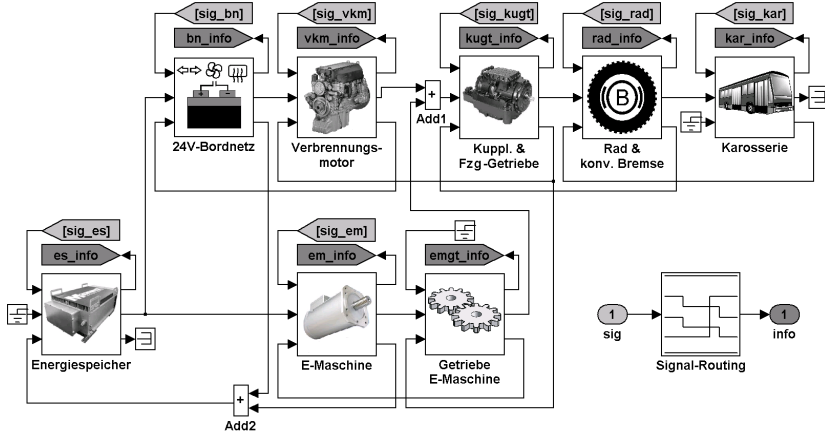 [sig_bn]
[sig_vkm]
[sig_kugt]
[sig_rad]
[sig_kar]
bn_info
vkm_info
kugt_info
rad_info
kar_info
+
+
Add1
B
24V-Bordnetz
Verbrennungs-
motor
Kuppl. &
Fzg-Getriebe
Rad &
konv. Bremse
Karosserie
[sig_es]
[sig_em]
es_info
em_info
emgt_info
1
sig
1
info
Energiespeicher
E-Maschine
Getriebe
E-Maschine
Signal-Routing
+
+
Add2